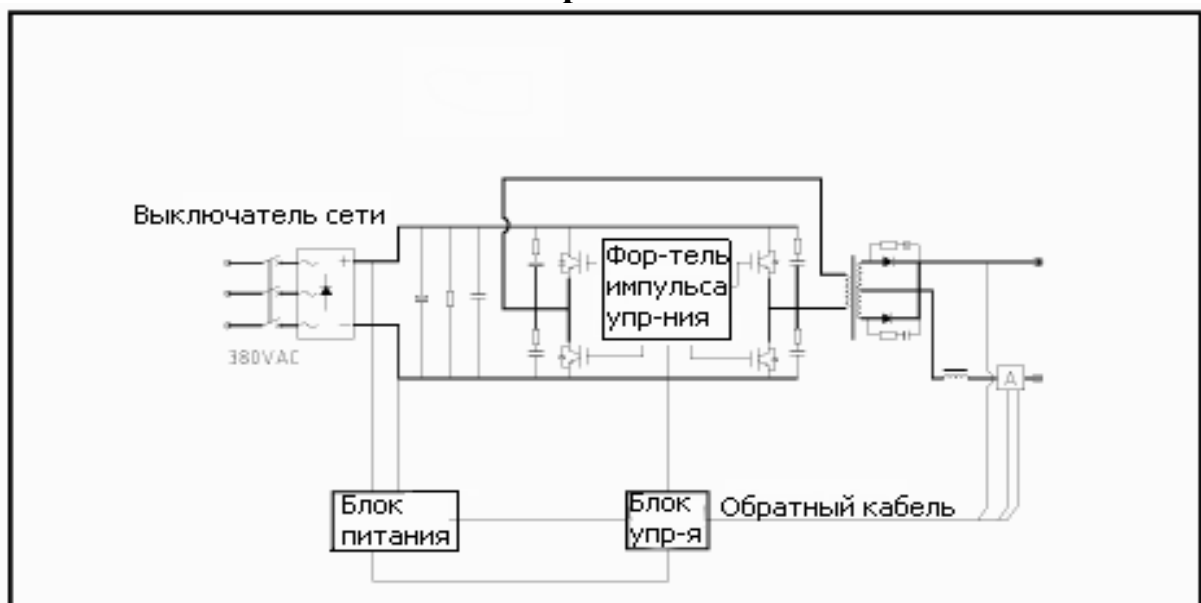 Выключатель сети
Фор-тель
импульса
упр-ния
+
−
380VAC
A
Блок
питания
Блок
упр-я
Обратный кабель